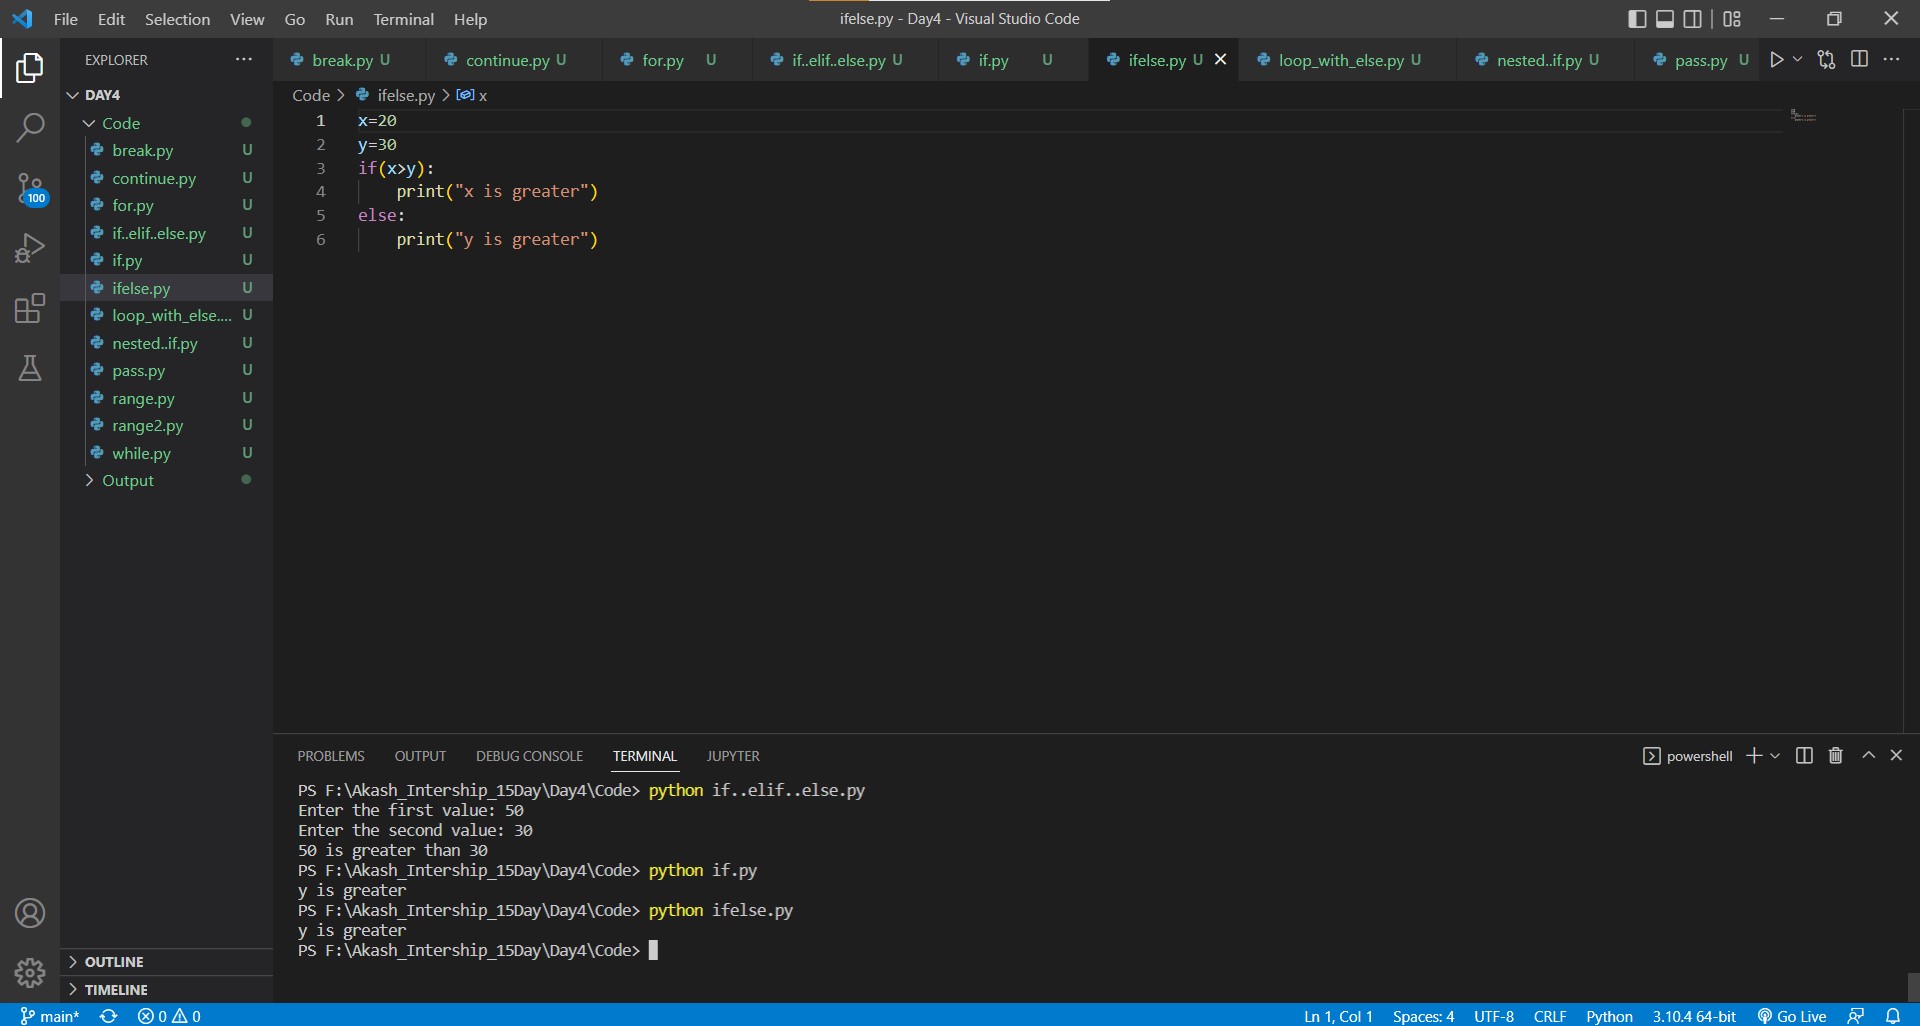 File Edit Selection View Go Run Terminal Help
ifelse.py - Day4 - Visual Studio Code
EXPLORER
break.py U continue.py U for.py U if..elif..else.py U if.py U ifelse.py U loop_with_else.py U nested..if.py U pass.py U
DAY4
Code > ifelse.py > x
Code
break.py U
continue.py U
for.py U
if..elif..else.py U
if.py U
ifelse.py U
loop_with_else.... U
nested..if.py U
pass.py U
range.py U
range2.py U
while.py U
Output
100
1 x=20
2 y=30
3 if(x>y):
4     print("x is greater")
5 else:
6     print("y is greater")
PROBLEMS OUTPUT DEBUG CONSOLE TERMINAL JUPYTER
powershell
PS F:\Akash_Intership_15Day\Day4\Code> python if..elif..else.py
Enter the first value: 50
Enter the second value: 30
50 is greater than 30
PS F:\Akash_Intership_15Day\Day4\Code> python if.py
y is greater
PS F:\Akash_Intership_15Day\Day4\Code> python ifelse.py
y is greater
PS F:\Akash_Intership_15Day\Day4\Code>
OUTLINE
TIMELINE
main* 0 0
Ln 1, Col 1 Spaces: 4 UTF-8 CRLF Python 3.10.4 64-bit Go Live